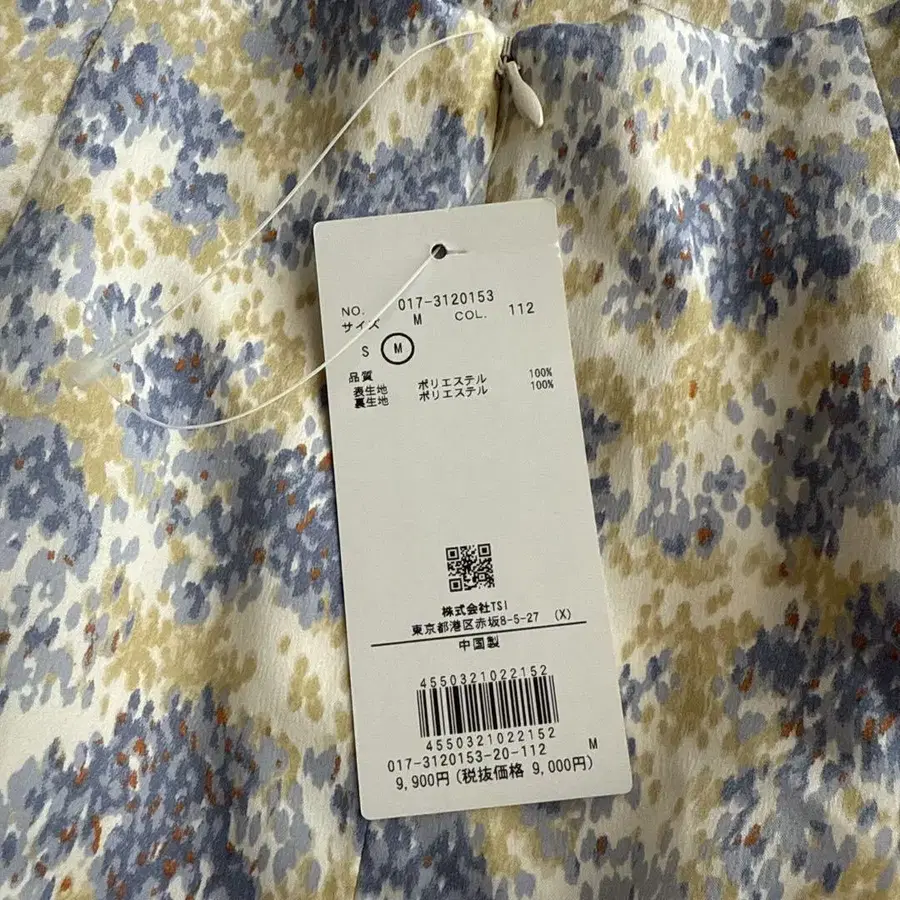 NO. 017-3120153
サイズ M COL. 112
S M
品質
表生地 ポリエステル 100%
裏生地 ポリエステル 100%
株式会社TSI
東京都港区赤坂8-5-27 (X)
中国製
4550321022152
4550321022152
017-3120153-20-112 M
9,900円(税抜価格 9,000円)